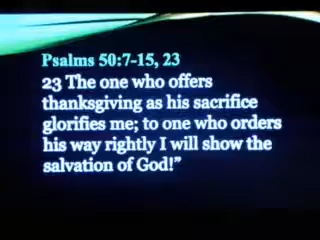 Psalms 50:7-15, 23
23 The one who offers
thanksgiving as his sacrifice
glorifies me; to one who orders
his way rightly I will show the
salvation of God!”